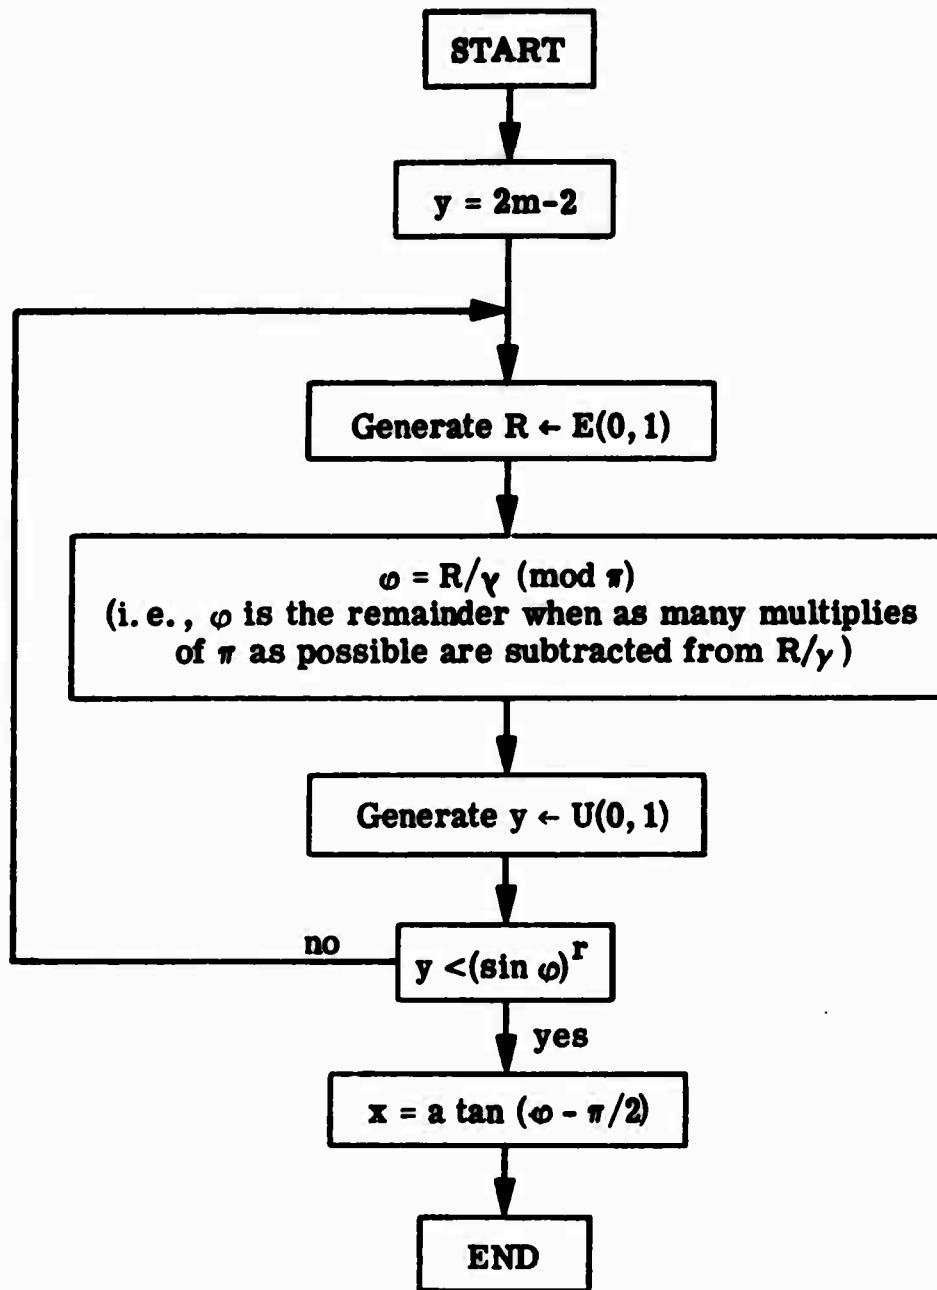 START
y = 2m-2
Generate R ← E(0, 1)
φ = R/γ (mod π)
(i. e., φ is the remainder when as many multiplies
of π as possible are subtracted from R/γ)
Generate y ← U(0, 1)
no
y <(sin φ)^r
yes
x = a tan (φ - π/2)
END